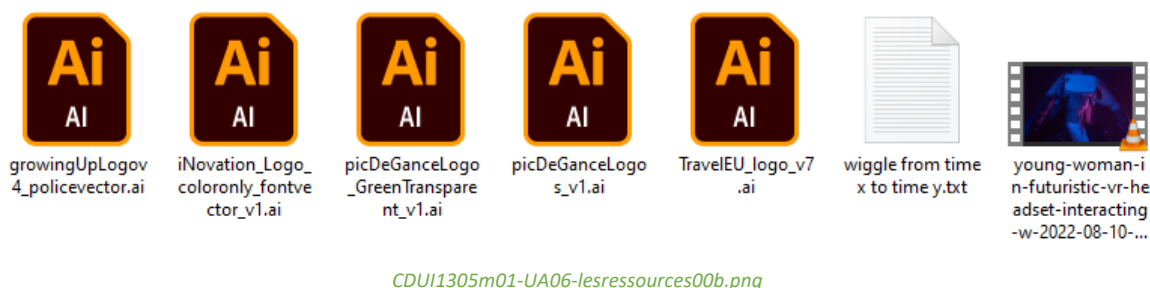 Ai
AI
growingUpLogov
4_policevector.ai
Ai
AI
iNovation_Logo_
coloronly_fontve
ctor_v1.ai
Ai
AI
picDeGanceLogo
_GreenTranspare
nt_v1.ai
Ai
AI
picDeGanceLogo
s_v1.ai
Ai
AI
TravelEU_logo_v7
.ai
wiggle from time
x to time y.txt
young-woman-i
n-futuristic-vr-he
adset-interacting
-w-2022-08-10-...
CDUI1305m01-UA06-lesressources00b.png